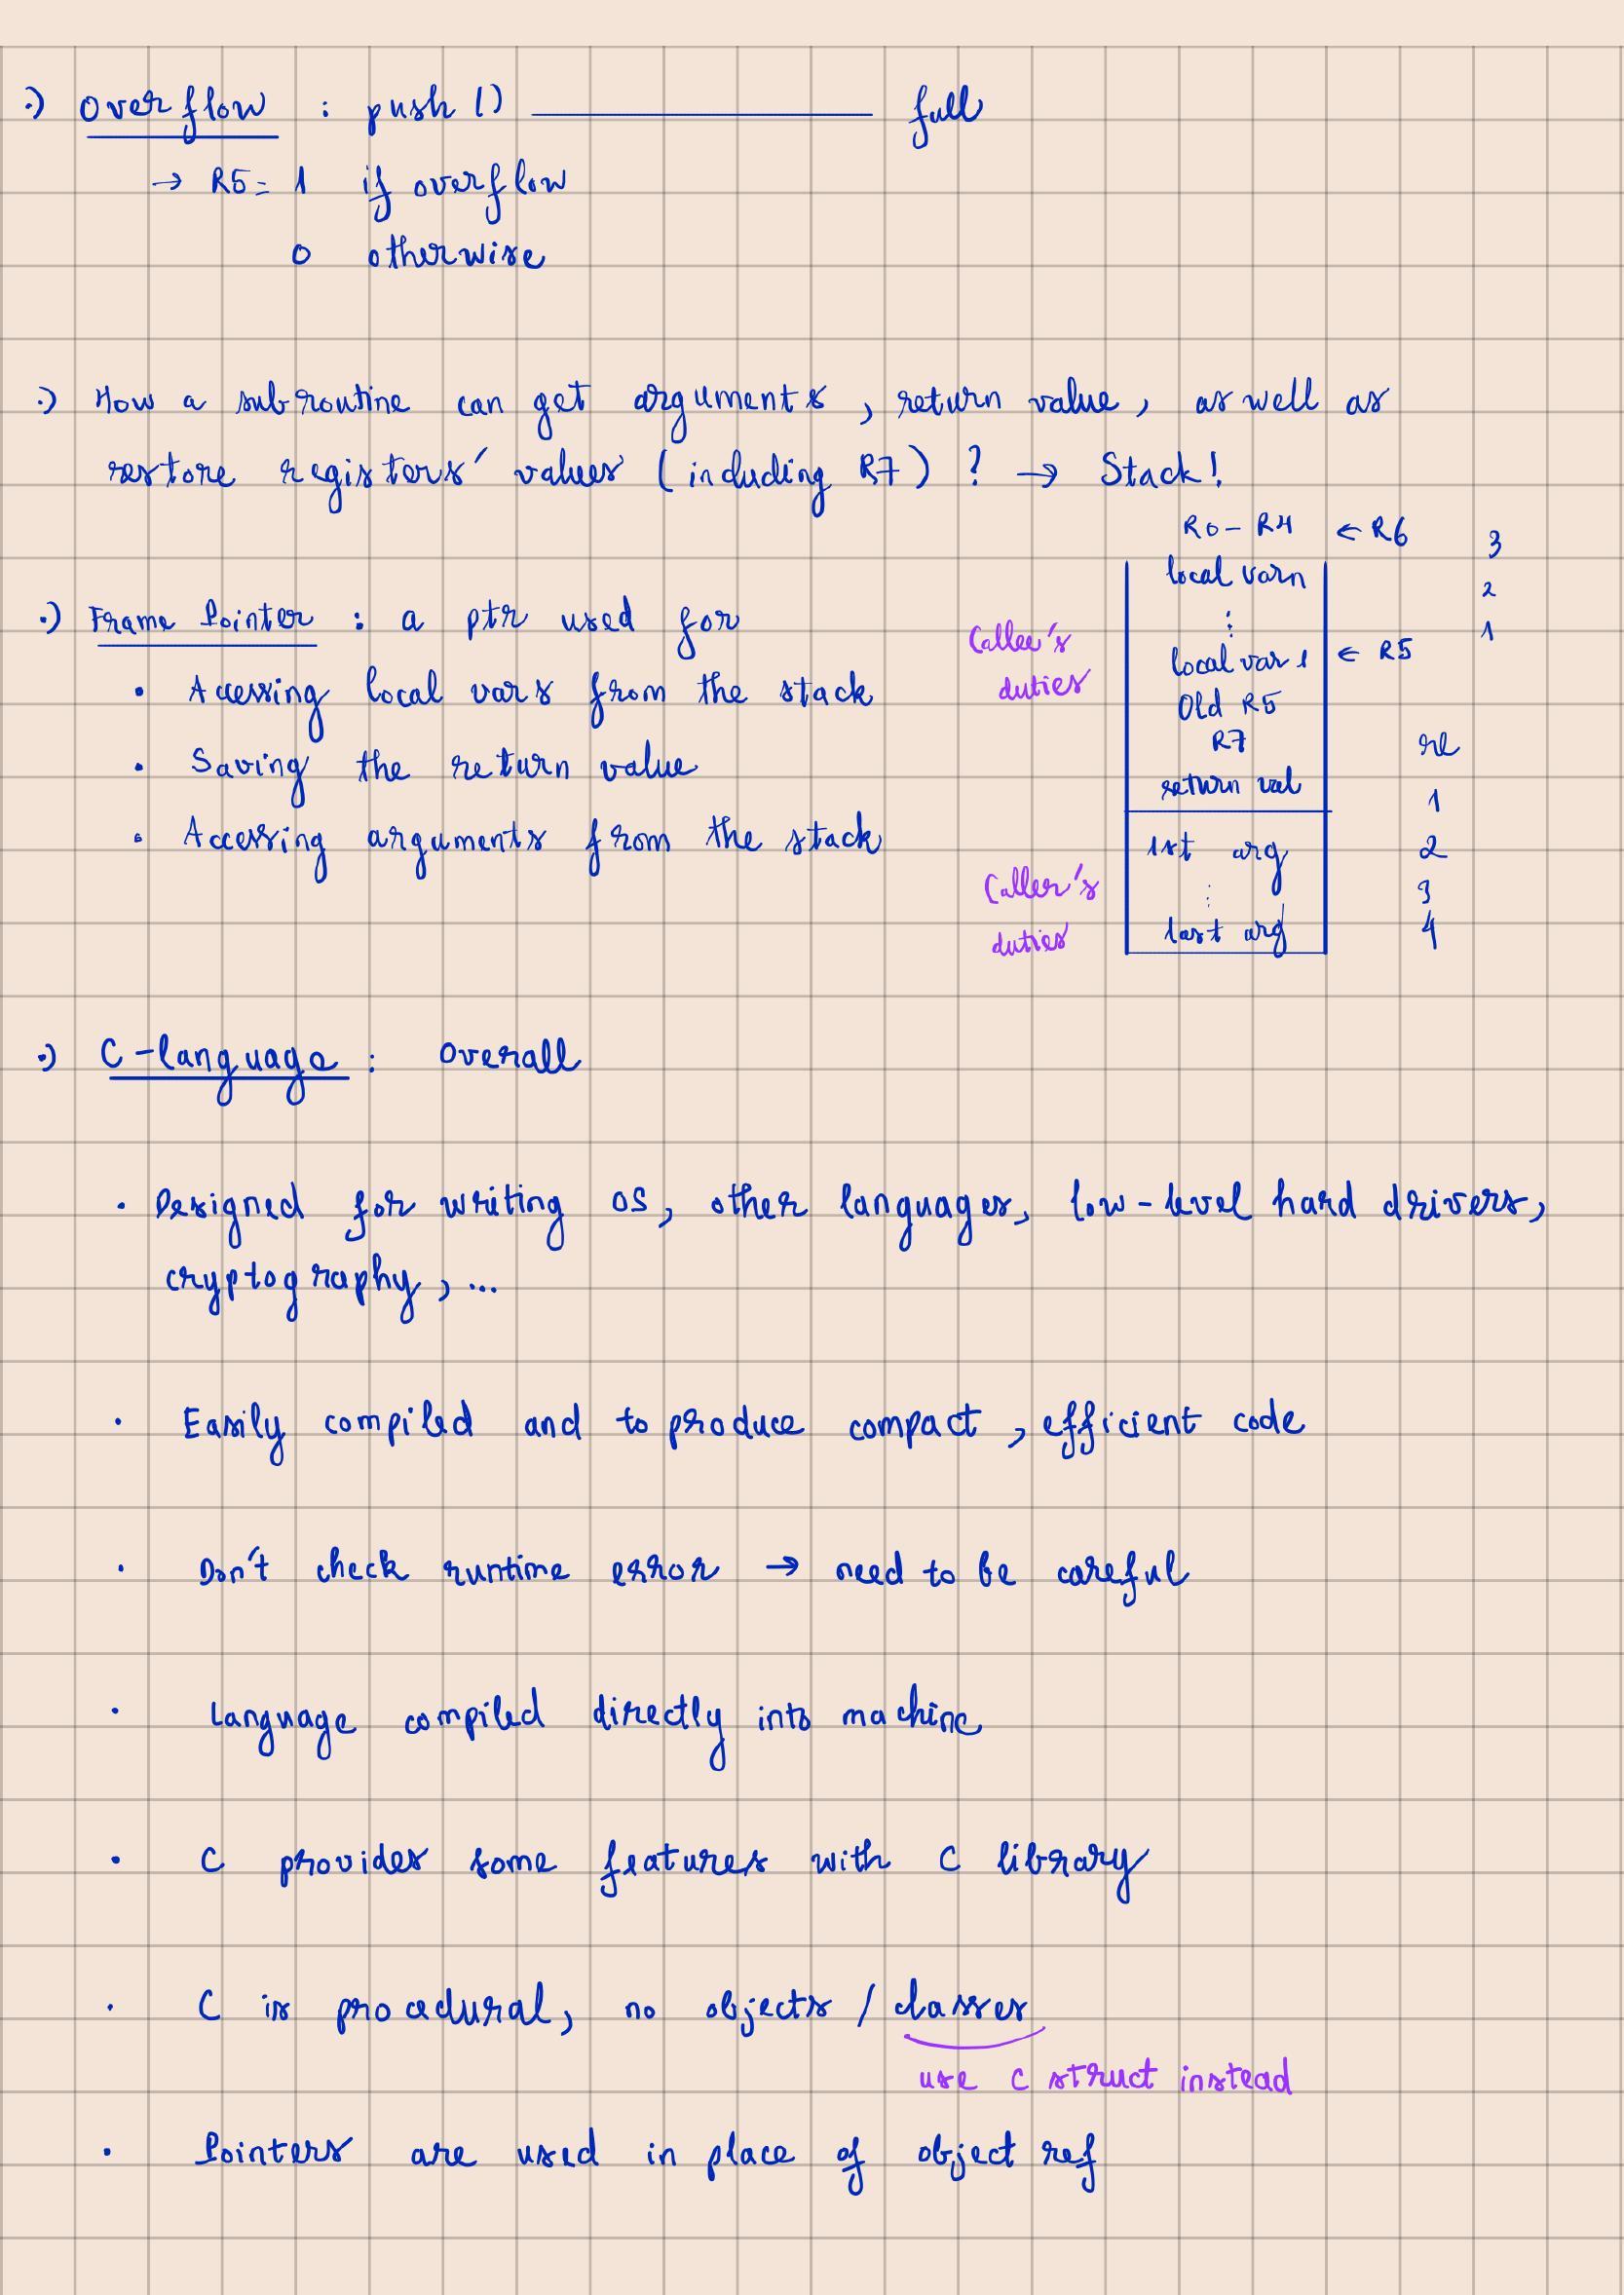 :) Overflow : push () ———————— full
→ R5 = 1 if overflow
0 otherwise
:) How a subroutine can get arguments, return value, as well as
restore registers' values (including R7) ? → Stack!
R0 – R4 ← R6 3
local varn
2
:) Frame Pointer : a ptr used for
⋮
1
Callee's
duties
local var 1 ← R5
• Accessing local vars from the stack
Old R5
R7
• Saving the return value
return val 1
• Accessing arguments from the stack
1st arg 2
Caller's
duties
⋮ 3
last arg 4
:) C-language : Overall
• Designed for writing OS, other languages, low-level hard drivers,
cryptography, ...
• Easily compiled and to produce compact, efficient code
• Don't check runtime error → need to be careful
• Language compiled directly into machine
• C provides some features with C library
• C is procedural, no objects / classes
use C struct instead
• Pointers are used in place of object ref